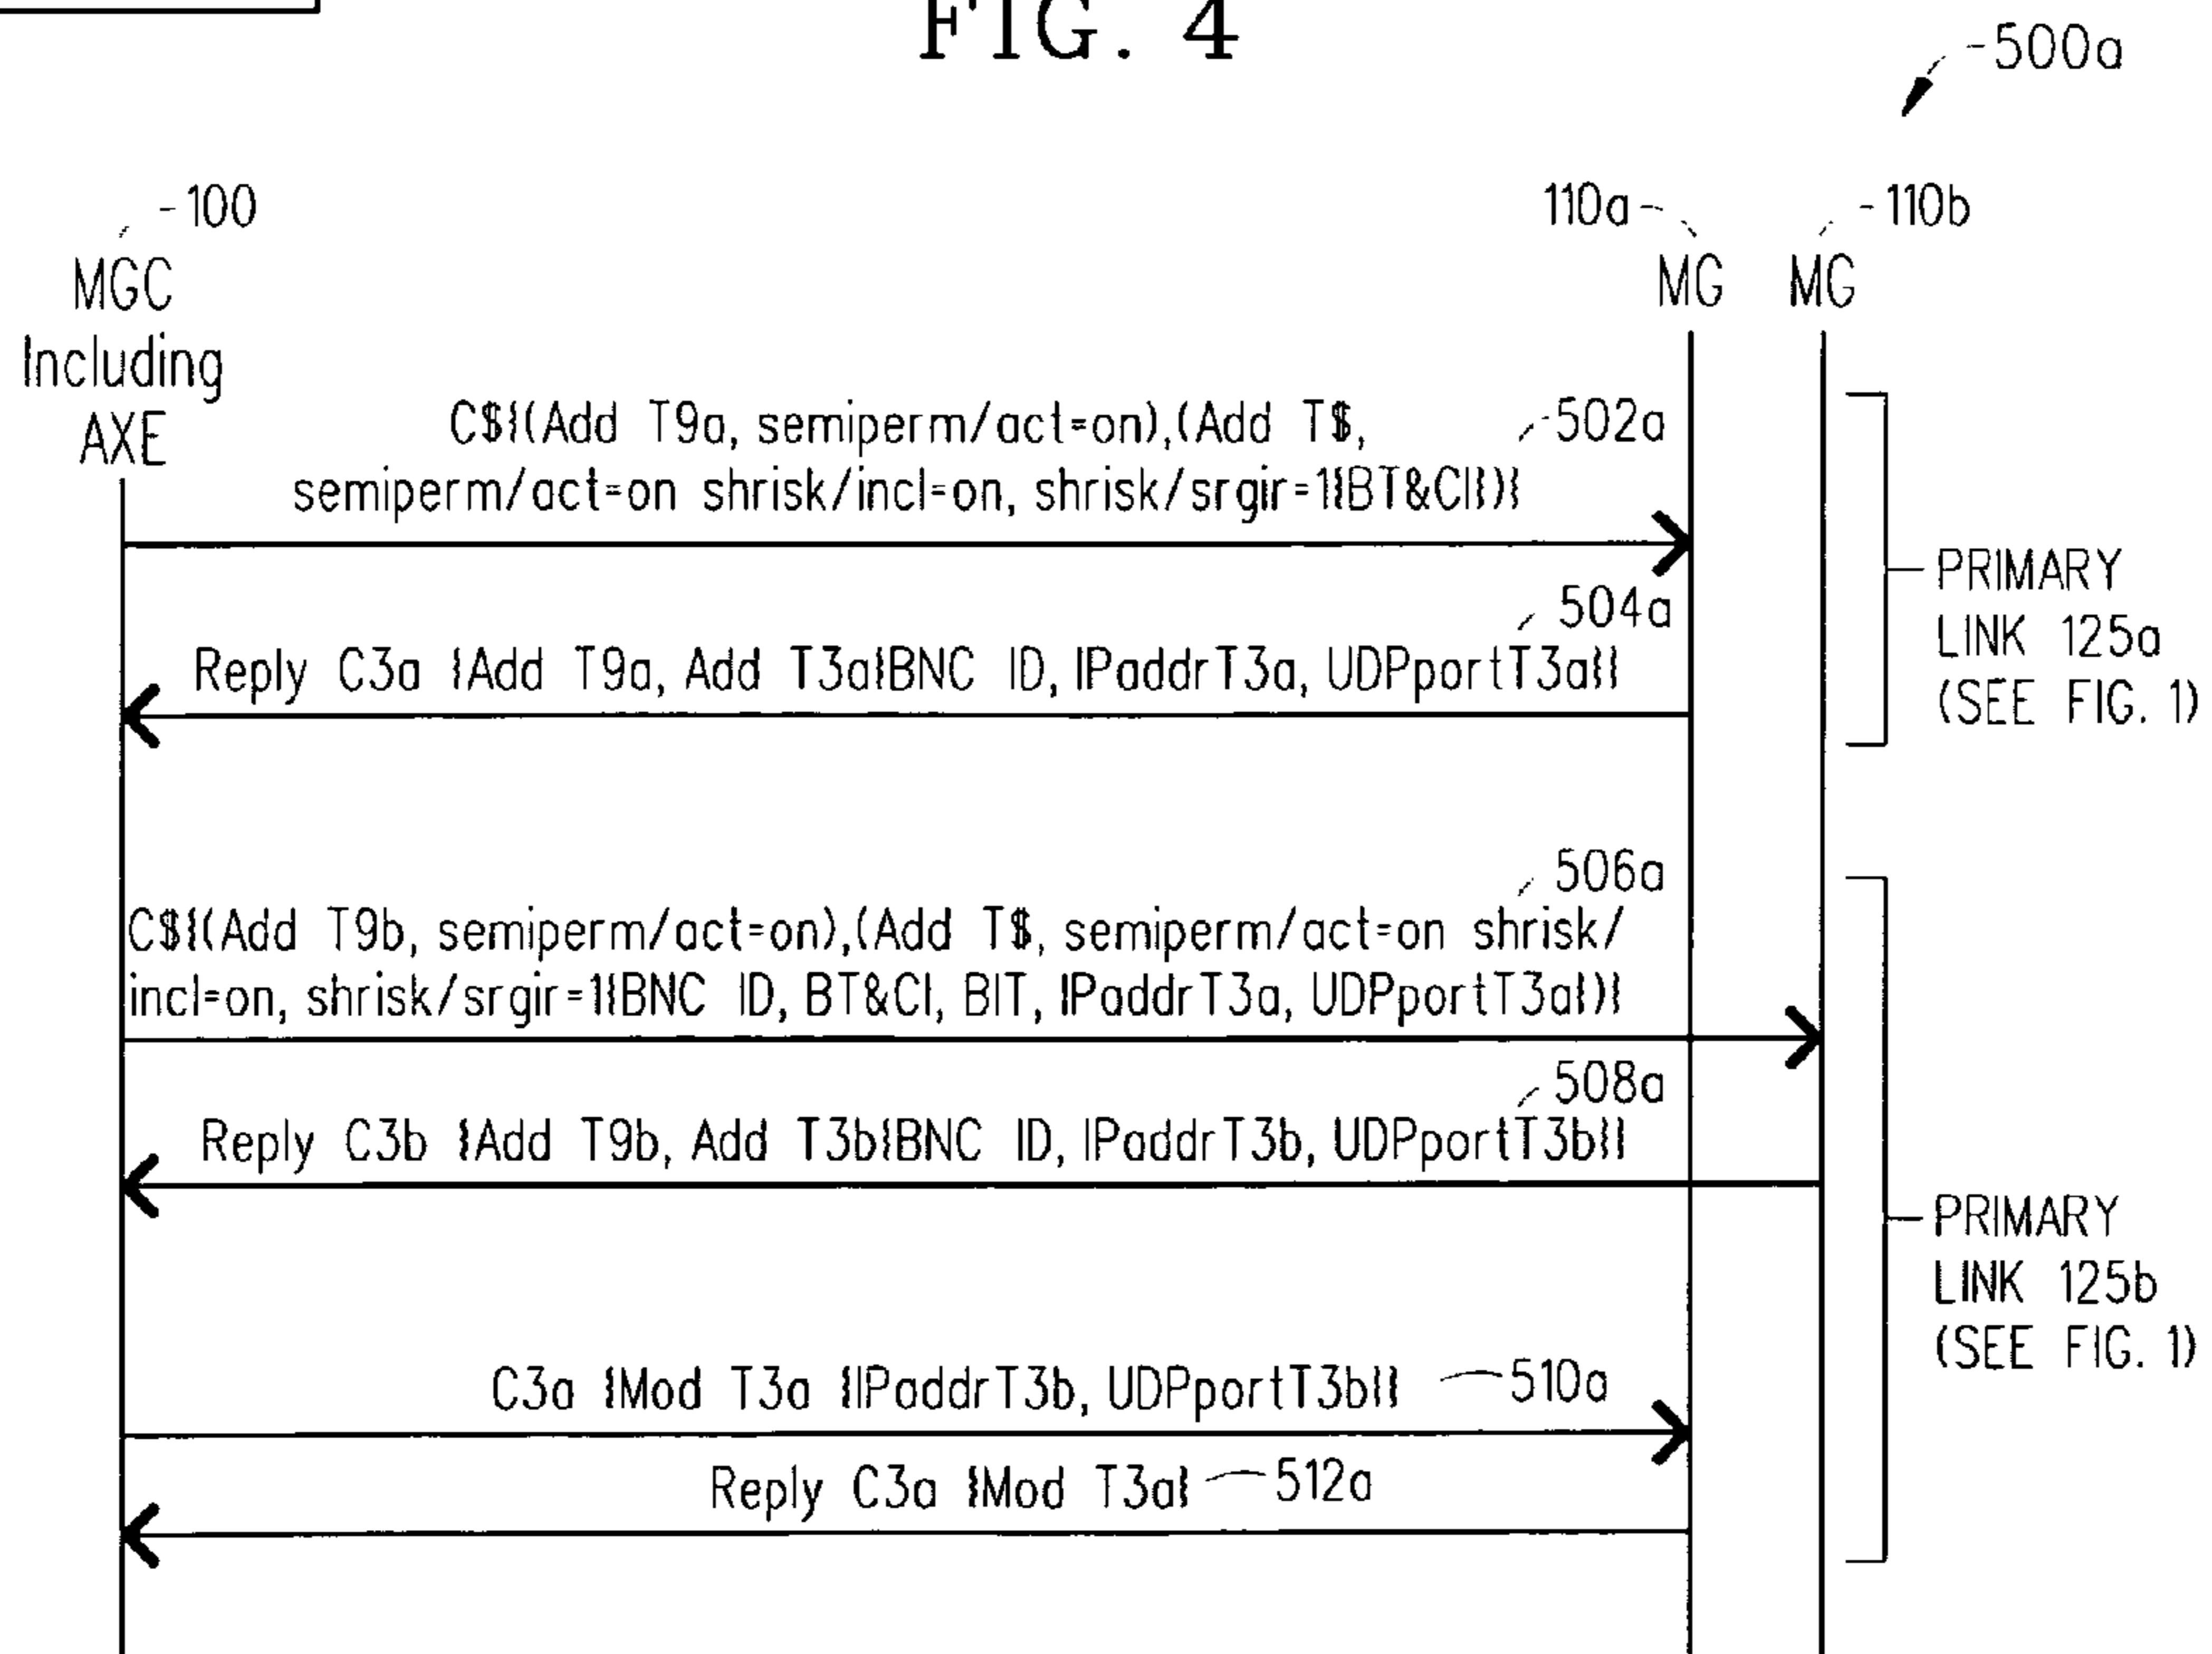 FIG. 4
500a
100
110a
110b
MGC
Including
AXE
MG
MG
C${(Add T9a, semiperm/act=on),(Add T$,
502a
semiperm/act=on shrisk/incl=on, shrisk/srgir=1{BT&CI})}
504a
Reply C3a {Add T9a, Add T3a{BNC ID, IPaddrT3a, UDPportT3a}}
PRIMARY
LINK 125a
(SEE FIG. 1)
506a
C${(Add T9b, semiperm/act=on),(Add T$, semiperm/act=on shrisk/
incl=on, shrisk/srgir=1{BNC ID, BT&CI, BIT, IPaddrT3a, UDPportT3a})}
508a
Reply C3b {Add T9b, Add T3b{BNC ID, IPaddrT3b, UDPportT3b}}
PRIMARY
LINK 125b
(SEE FIG. 1)
C3a {Mod T3a {IPaddrT3b, UDPportT3b}}
510a
Reply C3a {Mod T3a}
512a